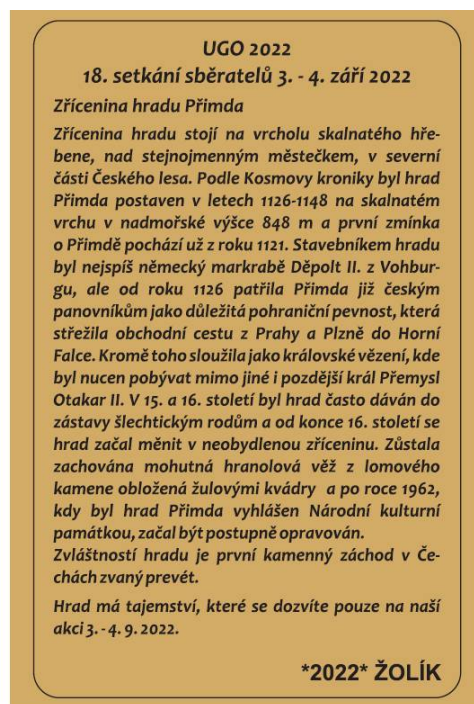 UGO 2022
18. setkání sběratelů 3. - 4. září 2022
Zřícenina hradu Přimda
Zřícenina hradu stojí na vrcholu skalnatého hře-
bene, nad stejnojmenným městečkem, v severní
části Českého lesa. Podle Kosmovy kroniky byl hrad
Přimda postaven v letech 1126-1148 na skalnatém
vrchu v nadmořské výšce 848 m a první zmínka
o Přimdě pochází už z roku 1121. Stavebníkem hradu
byl nejspíš německý markrabě Děpolt II. z Vohbur-
gu, ale od roku 1126 patřila Přimda již českým
panovníkům jako důležitá pohraniční pevnost, která
střežila obchodní cestu z Prahy a Plzně do Horní
Falce. Kromě toho sloužila jako královské vězení, kde
byl nucen pobývat mimo jiné i pozdější král Přemysl
Otakar II. V 15. a 16. století byl hrad často dáván do
zástavy šlechtickým rodům a od konce 16. století se
hrad začal měnit v neobydlenou zříceninu. Zůstala
zachována mohutná hranolová věž z lomového
kamene obložená žulovými kvádry a po roce 1962,
kdy byl hrad Přimda vyhlášen Národní kulturní
památkou, začal být postupně opravován.
Zvláštností hradu je první kamenný záchod v Če-
chách zvaný prevét.
Hrad má tajemství, které se dozvíte pouze na naší
akci 3. - 4. 9. 2022.
*2022* ŽOLÍK